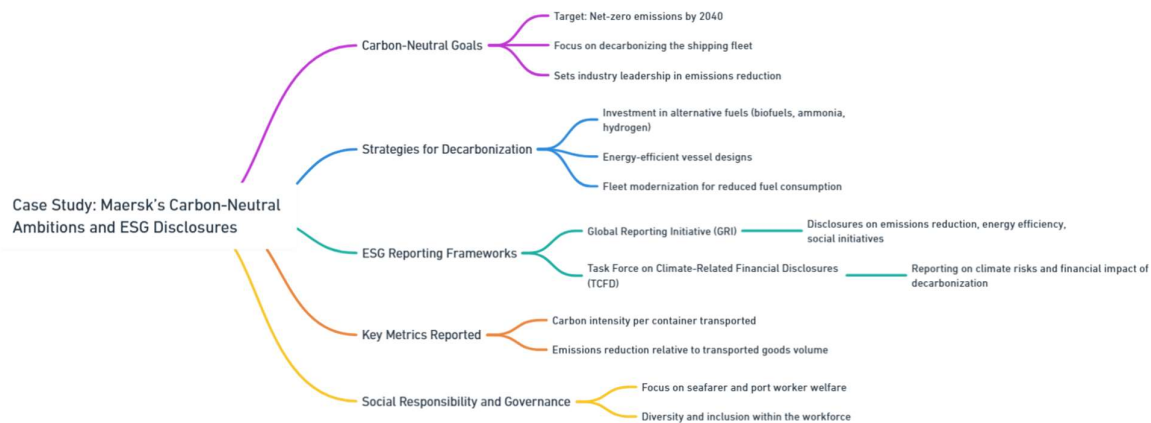 Case Study: Maersk's Carbon-Neutral
Ambitions and ESG Disclosures
Carbon-Neutral Goals
Target: Net-zero emissions by 2040
Focus on decarbonizing the shipping fleet
Sets industry leadership in emissions reduction
Strategies for Decarbonization
Investment in alternative fuels (biofuels, ammonia,
hydrogen)
Energy-efficient vessel designs
Fleet modernization for reduced fuel consumption
ESG Reporting Frameworks
Global Reporting Initiative (GRI)
Disclosures on emissions reduction, energy efficiency,
social initiatives
Task Force on Climate-Related Financial Disclosures
(TCFD)
Reporting on climate risks and financial impact of
decarbonization
Key Metrics Reported
Carbon intensity per container transported
Emissions reduction relative to transported goods volume
Social Responsibility and Governance
Focus on seafarer and port worker welfare
Diversity and inclusion within the workforce